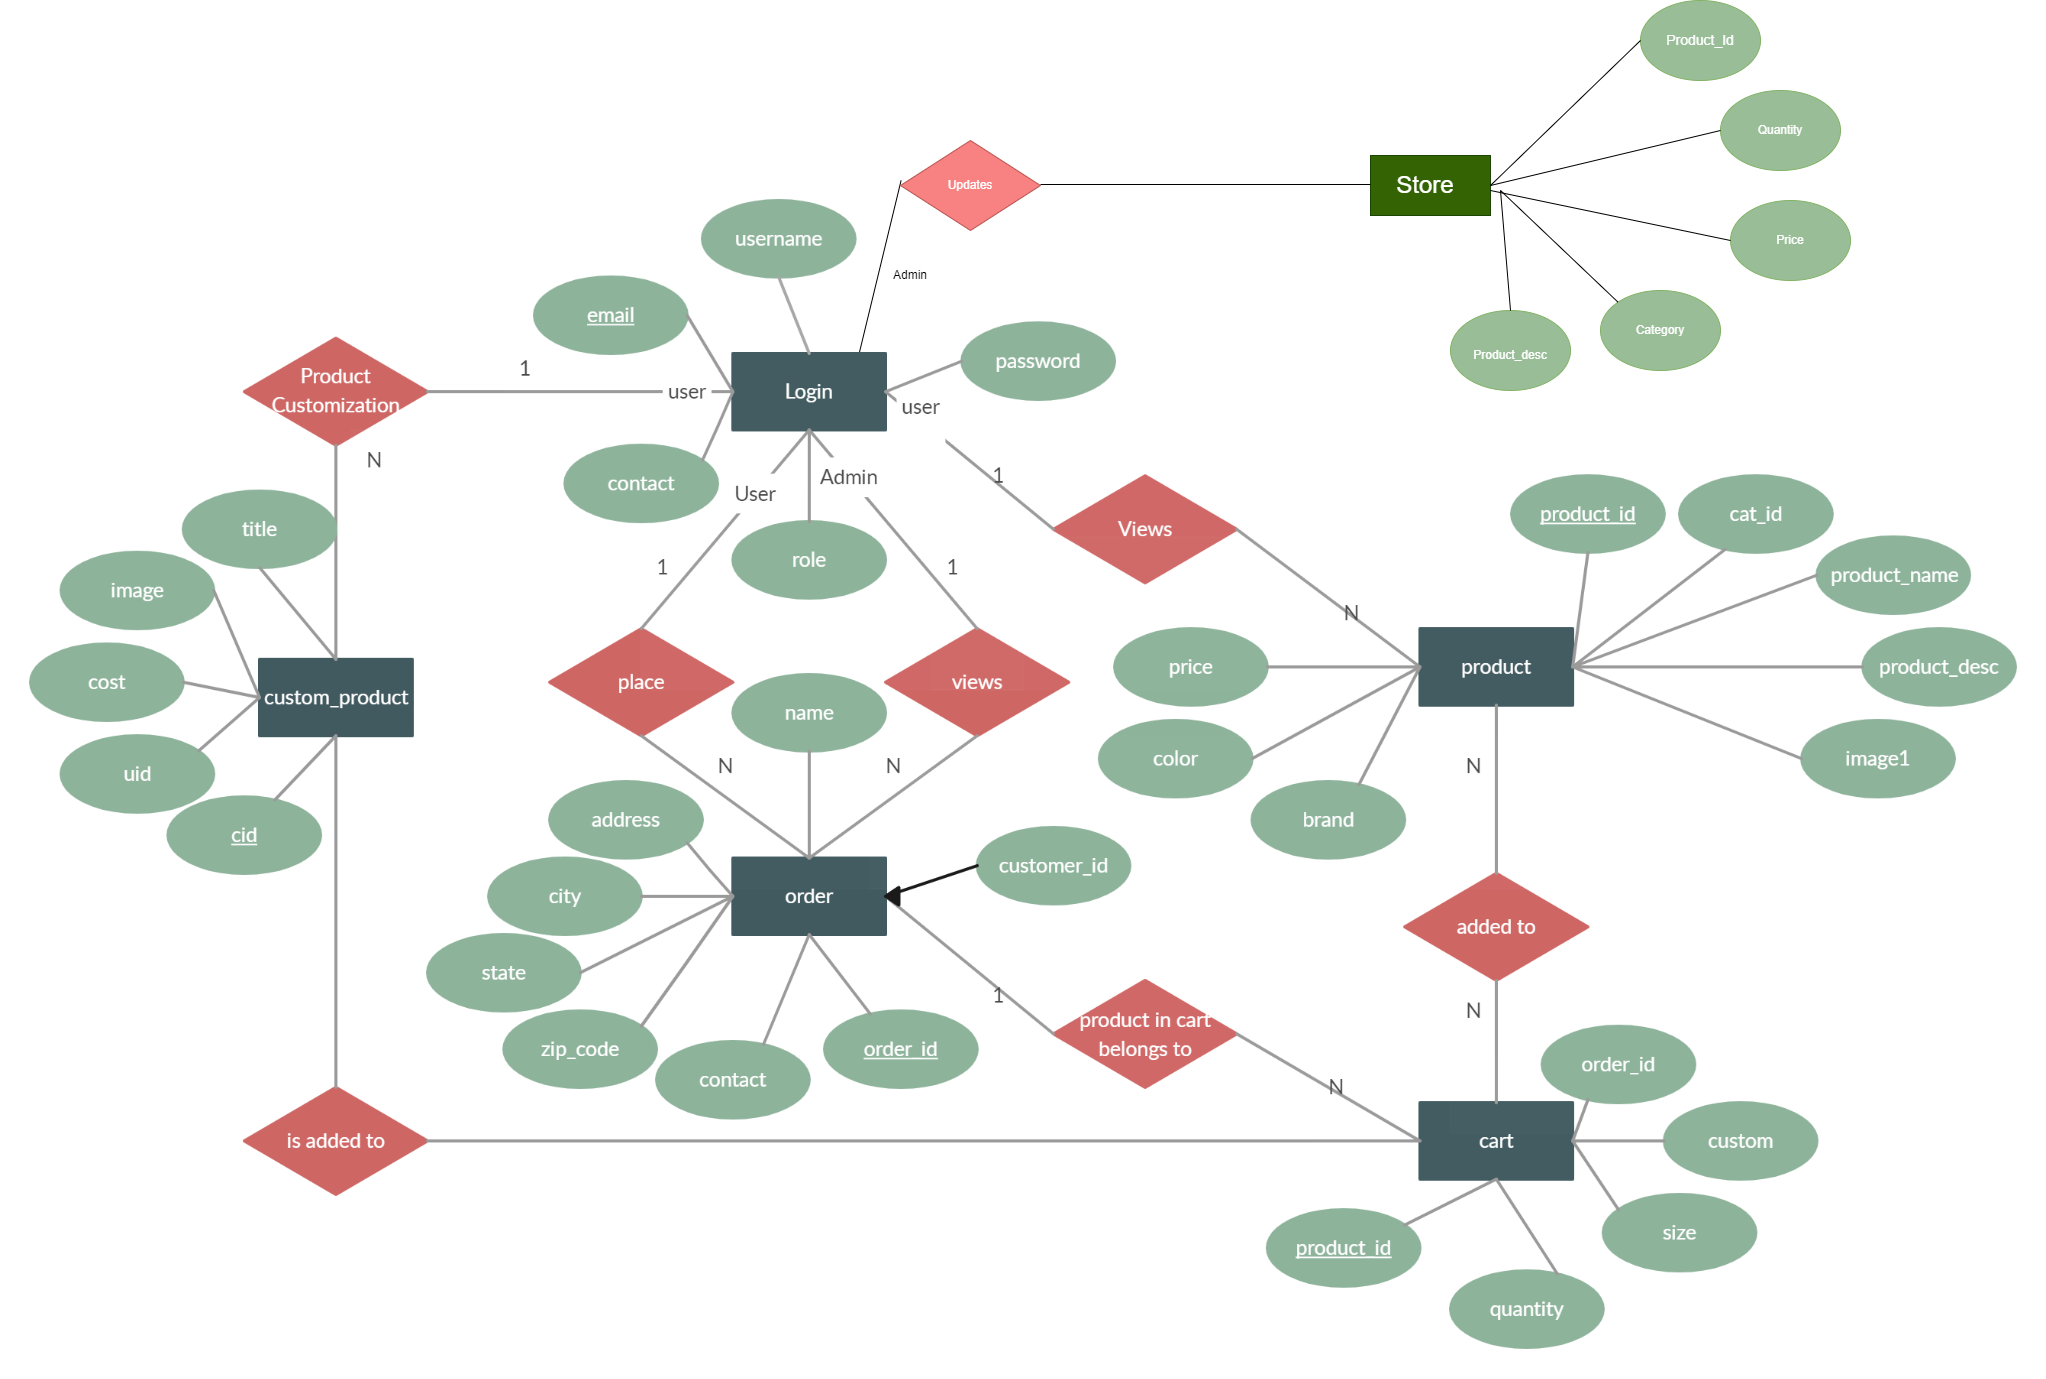 Product_Id
Quantity
Updates
Store
username
Price
Admin
email
Category
Product_desc
password
Product
Customization
1
user
Login
user
N
contact
User
Admin
1
title
role
Views
product_id
cat_id
image
1
1
product_name
N
cost
custom_product
place
views
price
product
product_desc
name
uid
N
N
color
N
image1
cid
address
brand
customer_id
city
order
added to
state
1
N
zip_code
contact
order_id
product in cart
belongs to
order_id
N
is added to
cart
custom
size
product_id
quantity